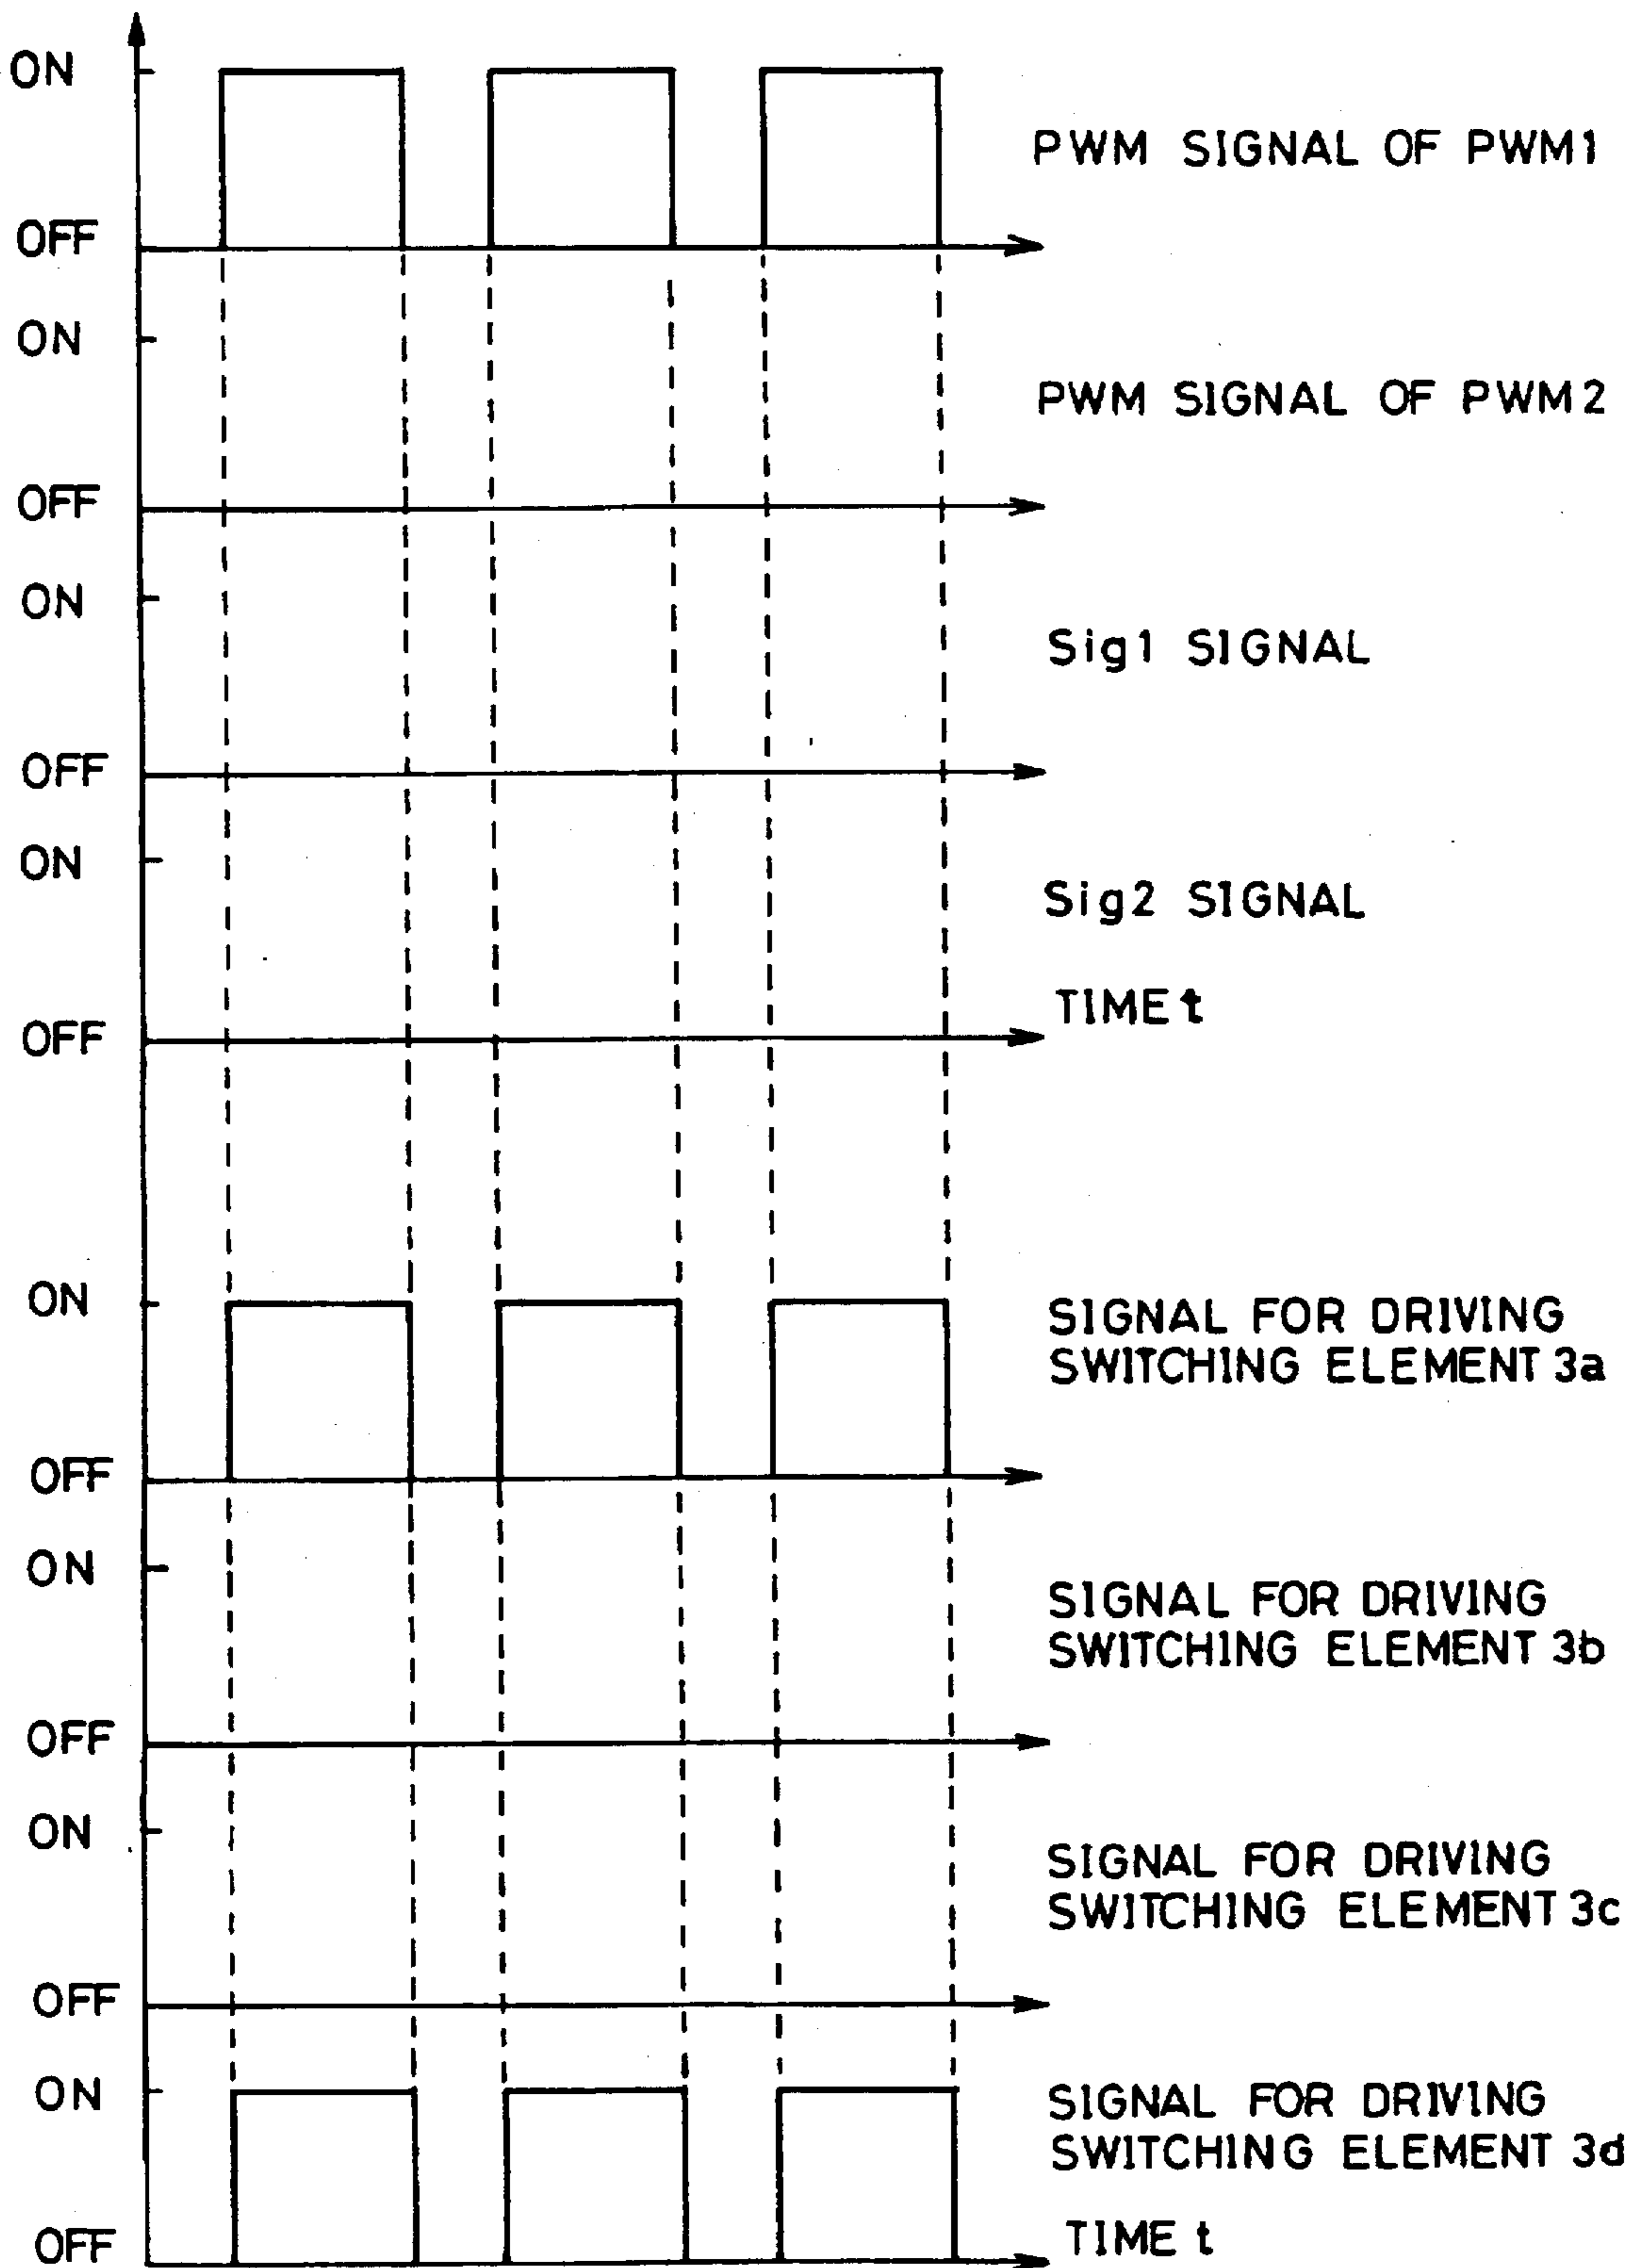 ON
PWM SIGNAL OF PWM1
OFF
ON
PWM SIGNAL OF PWM2
OFF
ON
Sig1 SIGNAL
OFF
ON
Sig2 SIGNAL
TIME t
OFF
ON
SIGNAL FOR DRIVING
SWITCHING ELEMENT 3a
OFF
ON
SIGNAL FOR DRIVING
SWITCHING ELEMENT 3b
OFF
ON
SIGNAL FOR DRIVING
SWITCHING ELEMENT 3c
OFF
ON
SIGNAL FOR DRIVING
SWITCHING ELEMENT 3d
TIME t
OFF